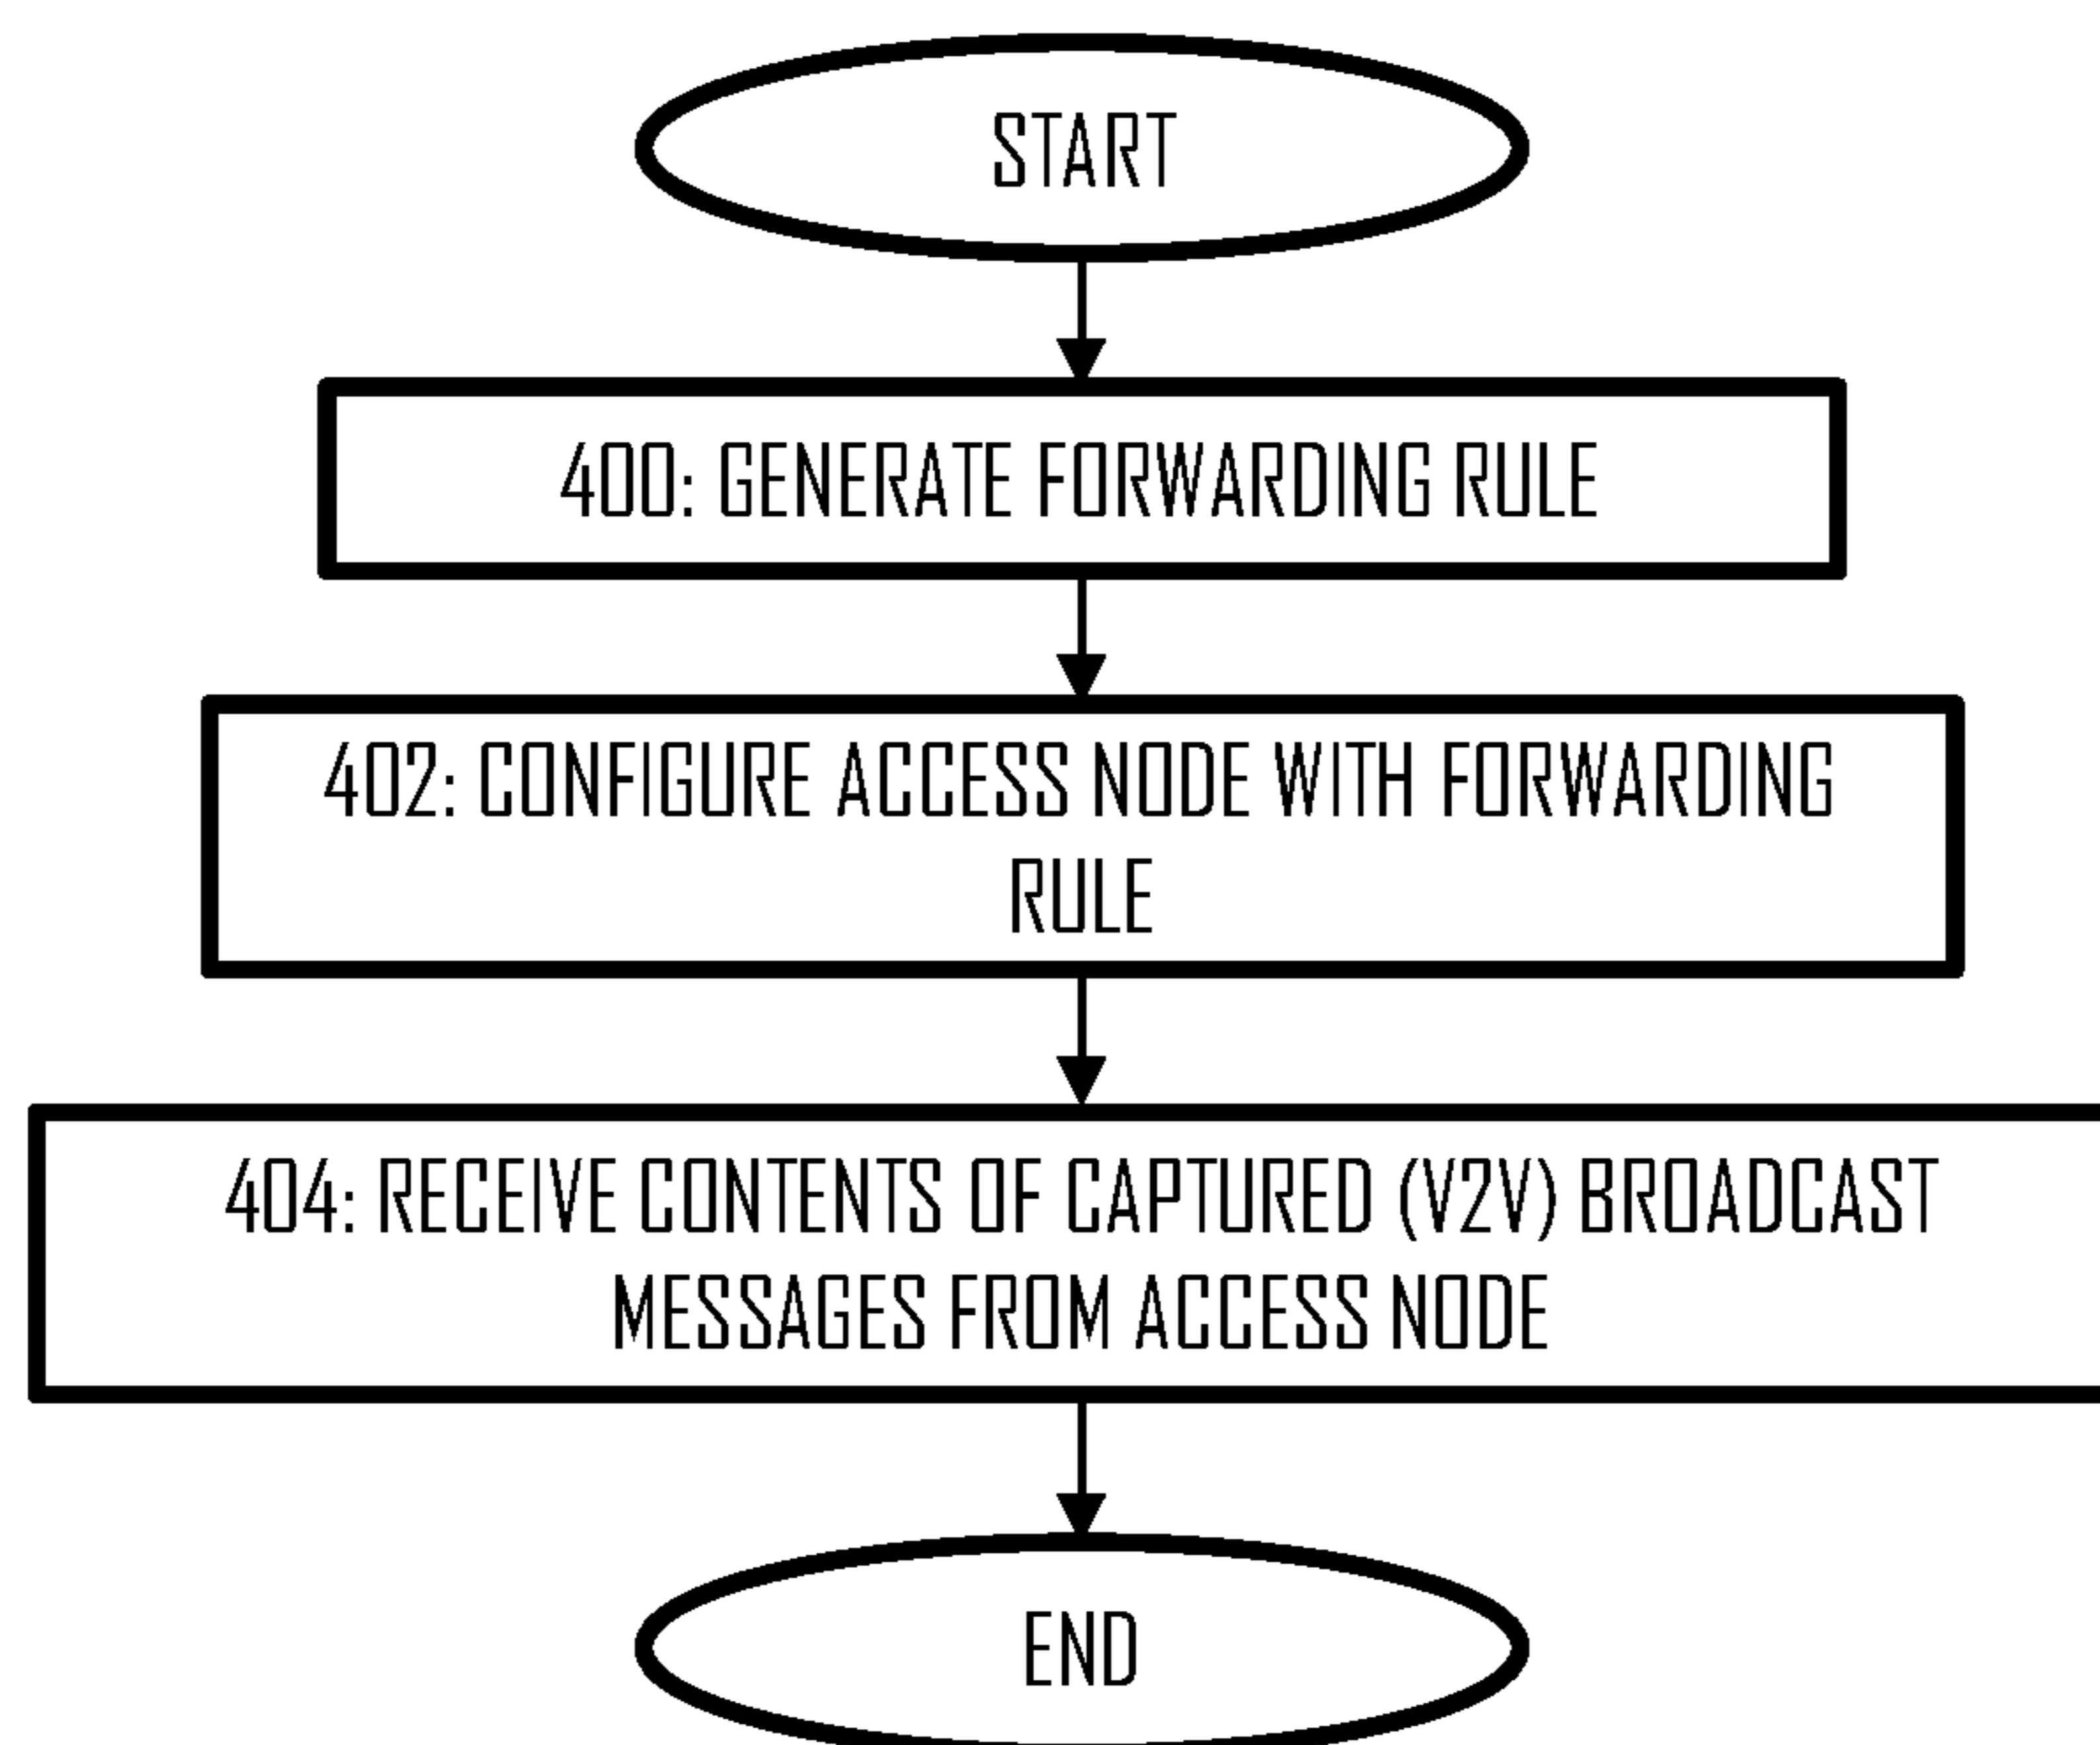 START
400: GENERATE FORWARDING RULE
402: CONFIGURE ACCESS NODE WITH FORWARDING
RULE
404: RECEIVE CONTENTS OF CAPTURED (V2V) BROADCAST
MESSAGES FROM ACCESS NODE
END